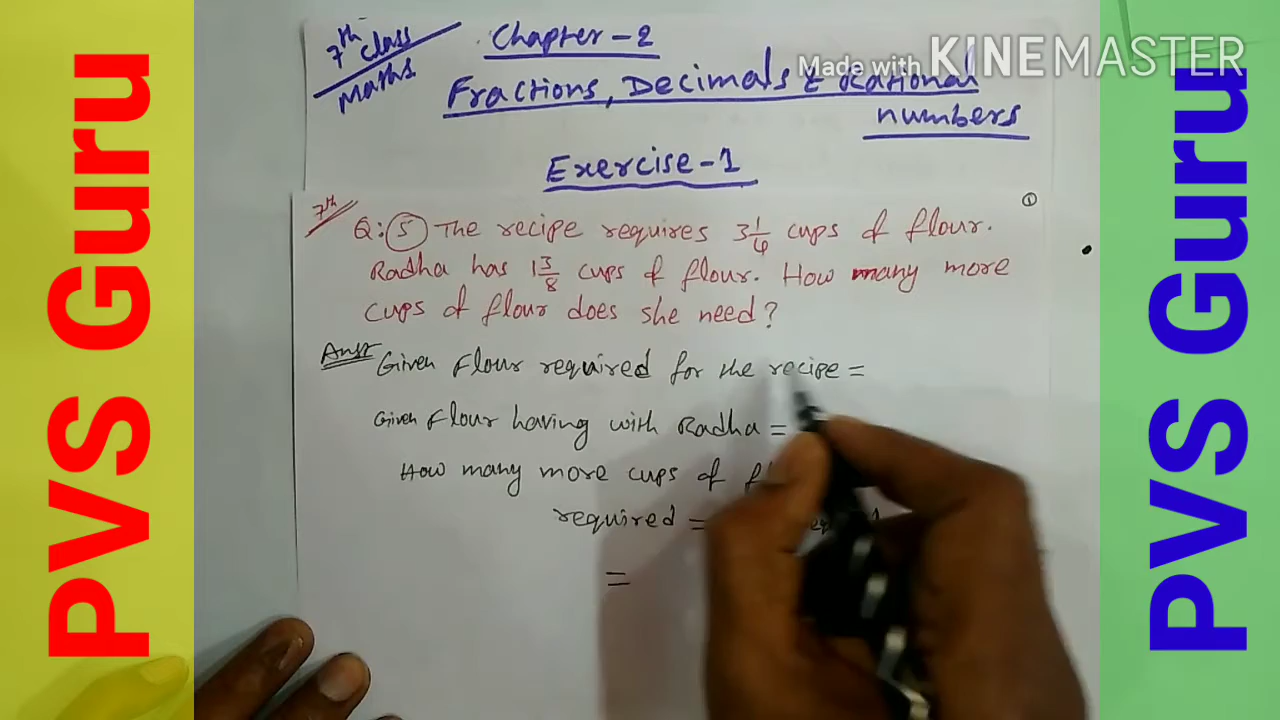 PVS Guru
7th class
maths
Chapter-2
Made with KINEMASTER
Fractions, Decimals & Rational
numbers
Exercise-1
7th
①
Q: 5 The recipe requires 3 1/4 cups of flour.
Radha has 1 3/8 cups of flour. How many more
cups of flour does she need?
Ans: Given flour required for the recipe =
Given flour having with Radha =
How many more cups of
required =
=
PVS Guru